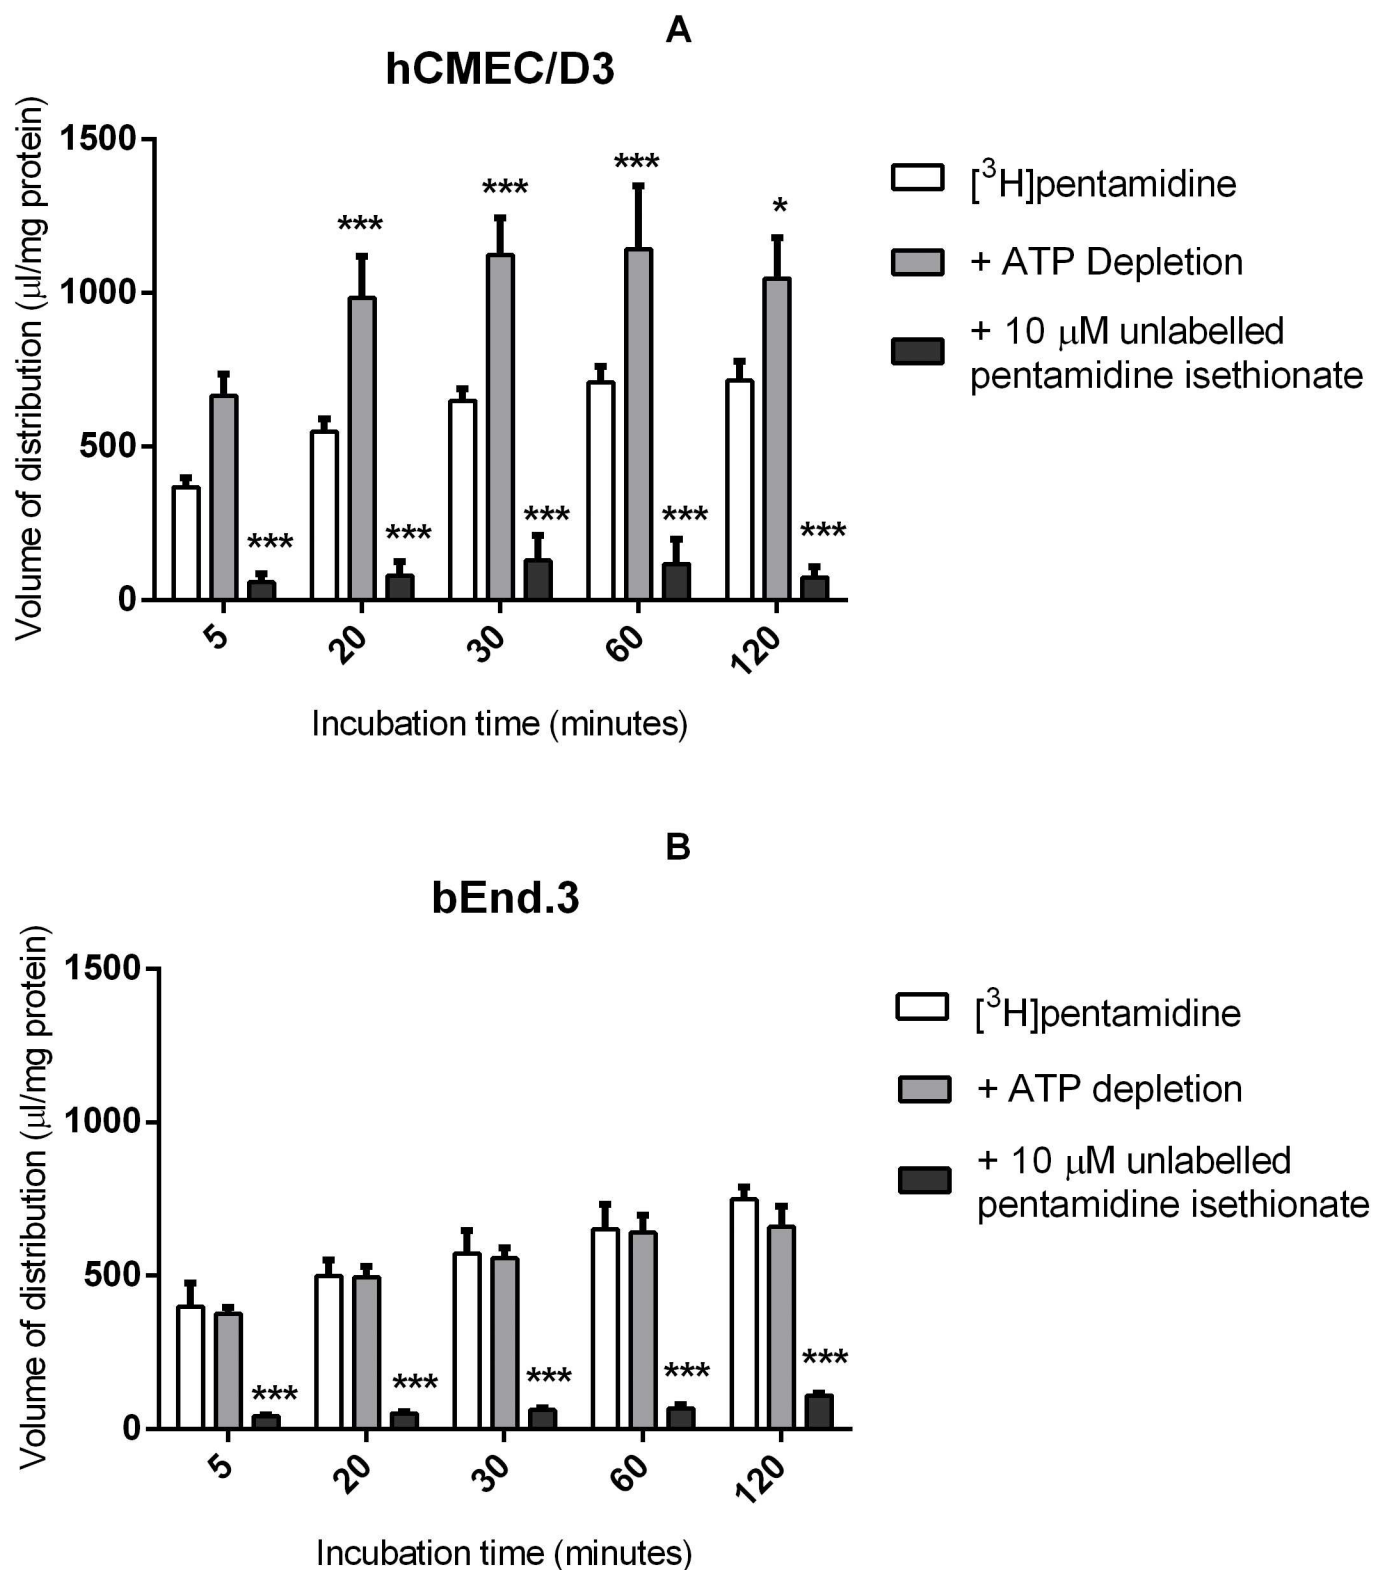 A
hCMEC/D3
Volume of distribution (µl/mg protein)
1500
1000
500
0
***
***
***
*
***
***
***
***
***
5
20
30
60
120
Incubation time (minutes)
[³H]pentamidine
+ ATP Depletion
+ 10 µM unlabelled
pentamidine isethionate
B
bEnd.3
Volume of distribution (µl/mg protein)
1500
1000
500
0
***
***
***
***
***
5
20
30
60
120
Incubation time (minutes)
[³H]pentamidine
+ ATP depletion
+ 10 µM unlabelled
pentamidine isethionate